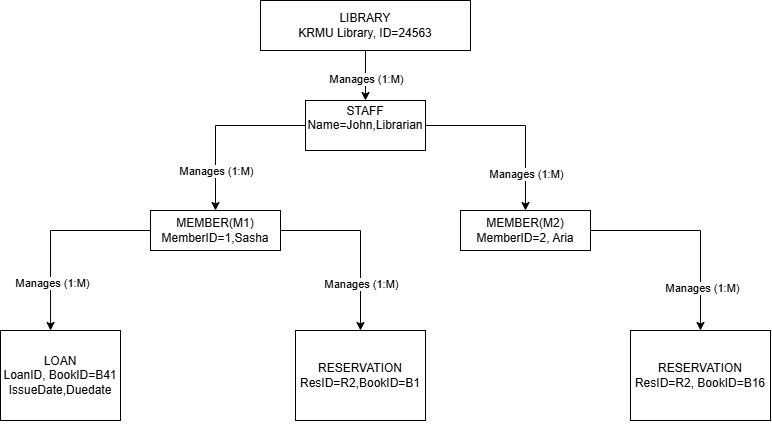 LIBRARY
KRMU Library, ID=24563
Manages (1:M)
STAFF
Name=John,Librarian
Manages (1:M)
Manages (1:M)
MEMBER(M1)
MemberID=1,Sasha
MEMBER(M2)
MemberID=2, Aria
Manages (1:M)
Manages (1:M)
Manages (1:M)
LOAN
LoanID, BookID=B41
IssueDate,Duedate
RESERVATION
ResID=R2,BookID=B1
RESERVATION
ResID=R2, BookID=B16